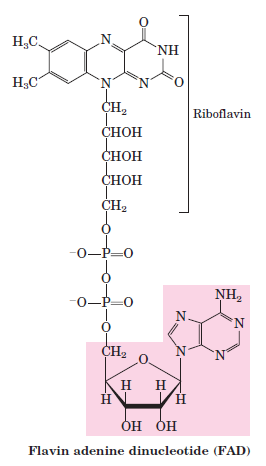 O
H₃C
N
NH
H₃C
N
N
O
CH₂
Riboflavin
CHOH
CHOH
CHOH
CH₂
O
⁻O—P=O
O
⁻O—P=O
NH₂
O
N
N
CH₂
O
N
N
H
H
H
H
OH
OH
Flavin adenine dinucleotide (FAD)